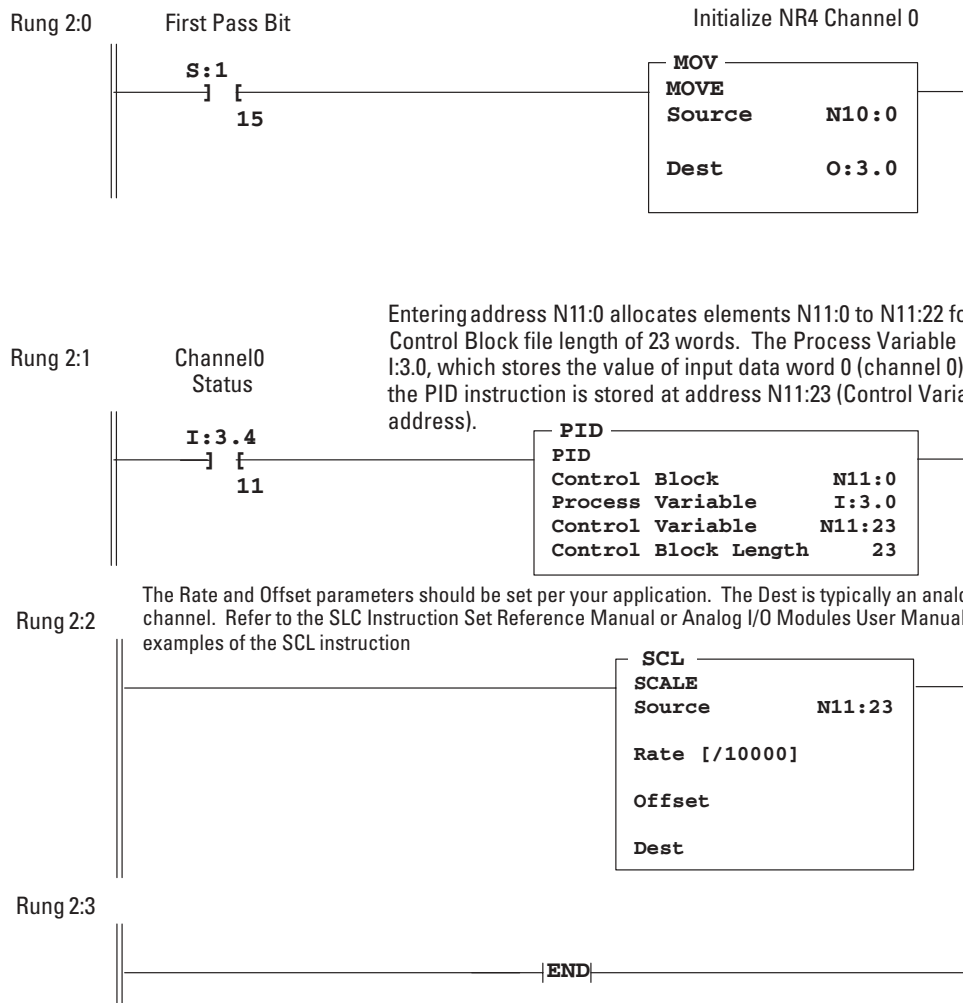 Rung 2:0 First Pass Bit Initialize NR4 Channel 0
S:1
] [
15
MOV
MOVE
Source N10:0
Dest O:3.0
Entering address N11:0 allocates elements N11:0 to N11:22
Control Block file length of 23 words. The Process Variable
I:3.0, which stores the value of input data word 0 (channel 0)
the PID instruction is stored at address N11:23 (Control
address).
Rung 2:1 Channel0
Status
I:3.4
] [
11
PID
PID
Control Block N11:0
Process Variable I:3.0
Control Variable N11:23
Control Block Length 23
The Rate and Offset parameters should be set per your application. The Dest is typically an
channel. Refer to the SLC Instruction Set Reference Manual or Analog I/O Modules User Manual
examples of the SCL instruction
Rung 2:2
SCL
SCALE
Source N11:23
Rate [/10000]
Offset
Dest
Rung 2:3
END